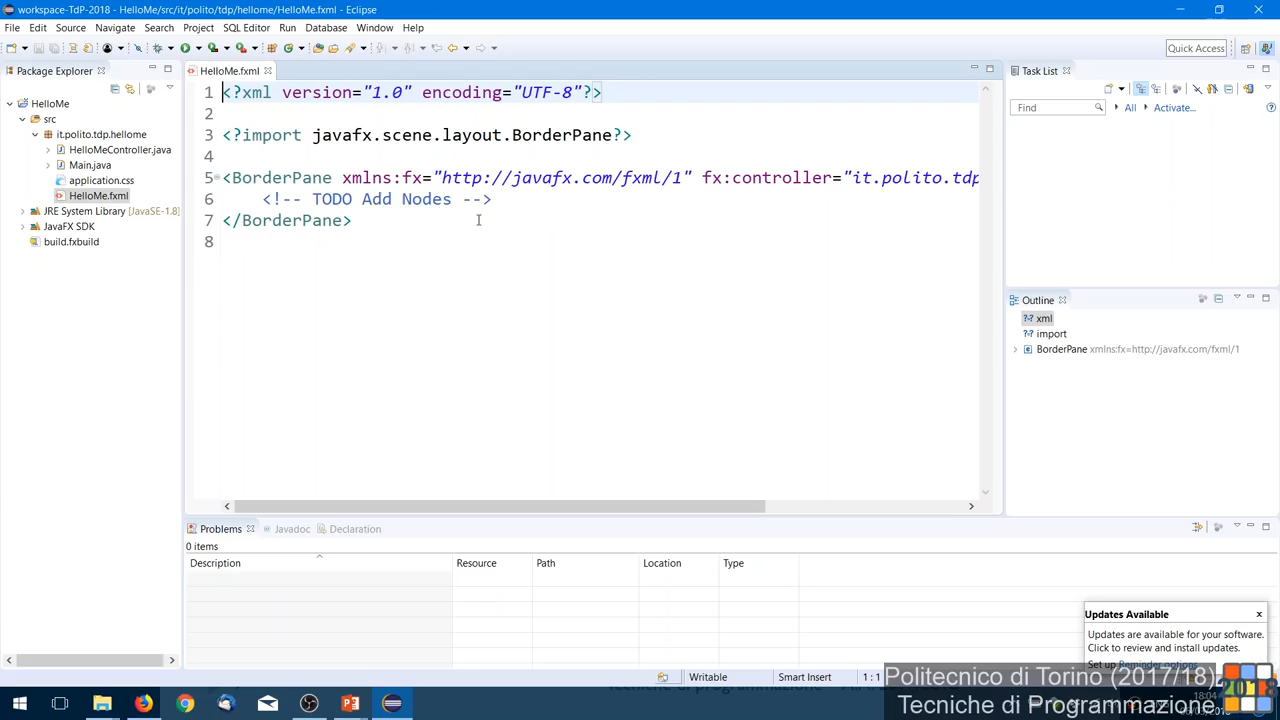 workspace-TdP-2018 - HelloMe/src/it/polito/tdp/hellome/HelloMe.fxml - Eclipse
File Edit Source Navigate Search Project SQL Editor Run Database Window Help
Quick Access
Package Explorer
HelloMe
src
it.polito.tdp.hellome
HelloMeController.java
Main.java
application.css
HelloMe.fxml
JRE System Library [JavaSE-1.8]
JavaFX SDK
build.fxbuild
HelloMe.fxml
1 <?xml version="1.0" encoding="UTF-8"?>
2
3 <?import javafx.scene.layout.BorderPane?>
4
5 <BorderPane xmlns:fx="http://javafx.com/fxml/1" fx:controller="it.polito.tdp
6 <!-- TODO Add Nodes -->
7 </BorderPane>
8
Task List
Find All Activate...
Outline
xml
import
BorderPane xmlns:fx=http://javafx.com/fxml/1
Problems Javadoc Declaration
0 items
Description Resource Path Location Type
Updates Available x
Updates are available for your software.
Click to review and install updates.
Set up Reminder options
Writable Smart Insert 1 : 1
Politecnico di Torino (2017/18)
Tecniche di Programmazione
18:04
2018